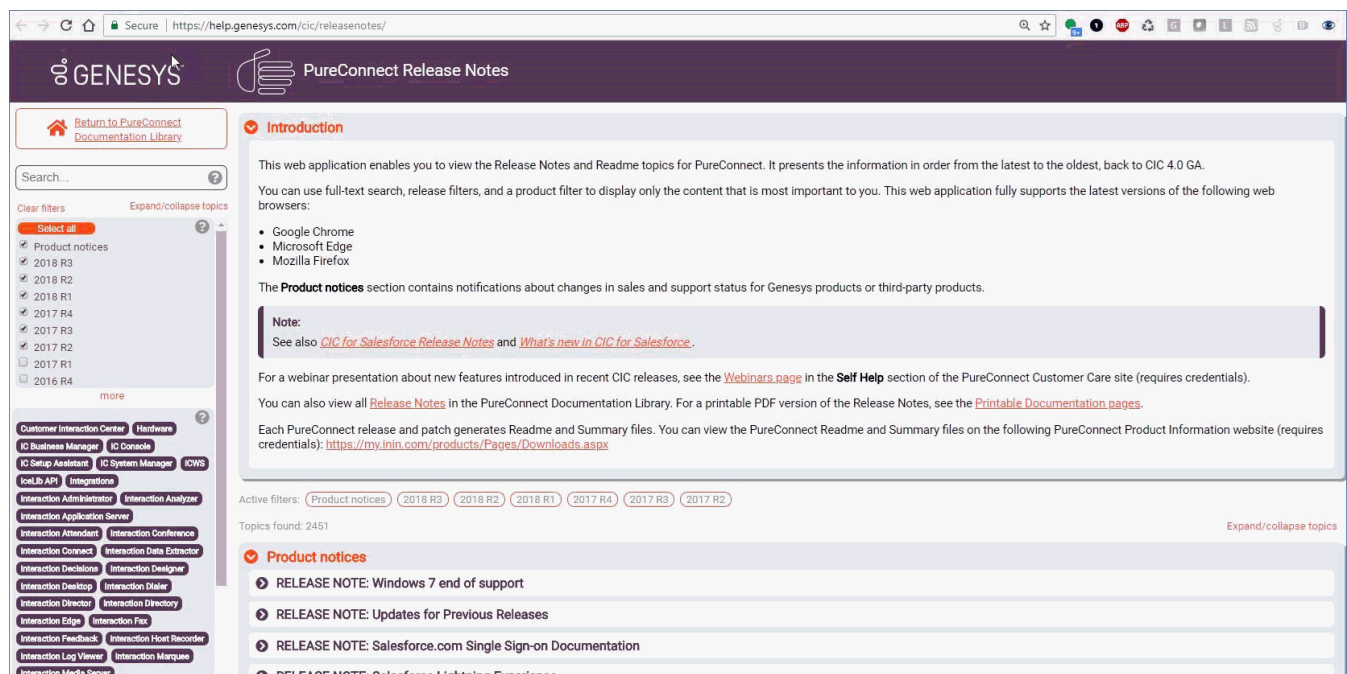 Secure | https://help.genesys.com/cic/releasenotes/
GENESYS
PureConnect Release Notes
Return to PureConnect
Documentation Library
Search...
Clear filters
Expand/collapse topics
Select all
Product notices
2018 R3
2018 R2
2018 R1
2017 R4
2017 R3
2017 R2
2017 R1
2016 R4
more
Customer Interaction Center Hardware
IC Business Manager IC Console
IC Setup Assistant IC System Manager ICWS
IceLib API Integrations
Interaction Administrator Interaction Analyzer
Interaction Application Server
Interaction Attendant Interaction Conference
Interaction Connect Interaction Data Extractor
Interaction Decisions Interaction Designer
Interaction Desktop Interaction Dialer
Interaction Director Interaction Directory
Interaction Edge Interaction Fax
Interaction Feedback Interaction Host Recorder
Interaction Log Viewer Interaction Marquee
Interaction Media Server
Introduction
This web application enables you to view the Release Notes and Readme topics for PureConnect. It presents the information in order from the latest to the oldest, back to CIC 4.0 GA.
You can use full-text search, release filters, and a product filter to display only the content that is most important to you. This web application fully supports the latest versions of the following web
browsers:
• Google Chrome
• Microsoft Edge
• Mozilla Firefox
The Product notices section contains notifications about changes in sales and support status for Genesys products or third-party products.
Note:
See also CIC for Salesforce Release Notes and What's new in CIC for Salesforce .
For a webinar presentation about new features introduced in recent CIC releases, see the Webinars page in the Self Help section of the PureConnect Customer Care site (requires credentials).
You can also view all Release Notes in the PureConnect Documentation Library. For a printable PDF version of the Release Notes, see the Printable Documentation pages.
Each PureConnect release and patch generates Readme and Summary files. You can view the PureConnect Readme and Summary files on the following PureConnect Product Information website (requires
credentials): https://my.inin.com/products/Pages/Downloads.aspx
Active filters: Product notices 2018 R3 2018 R2 2018 R1 2017 R4 2017 R3 2017 R2
Topics found: 2451
Expand/collapse topics
Product notices
RELEASE NOTE: Windows 7 end of support
RELEASE NOTE: Updates for Previous Releases
RELEASE NOTE: Salesforce.com Single Sign-on Documentation
RELEASE NOTE: Salesforce Lightning Experience